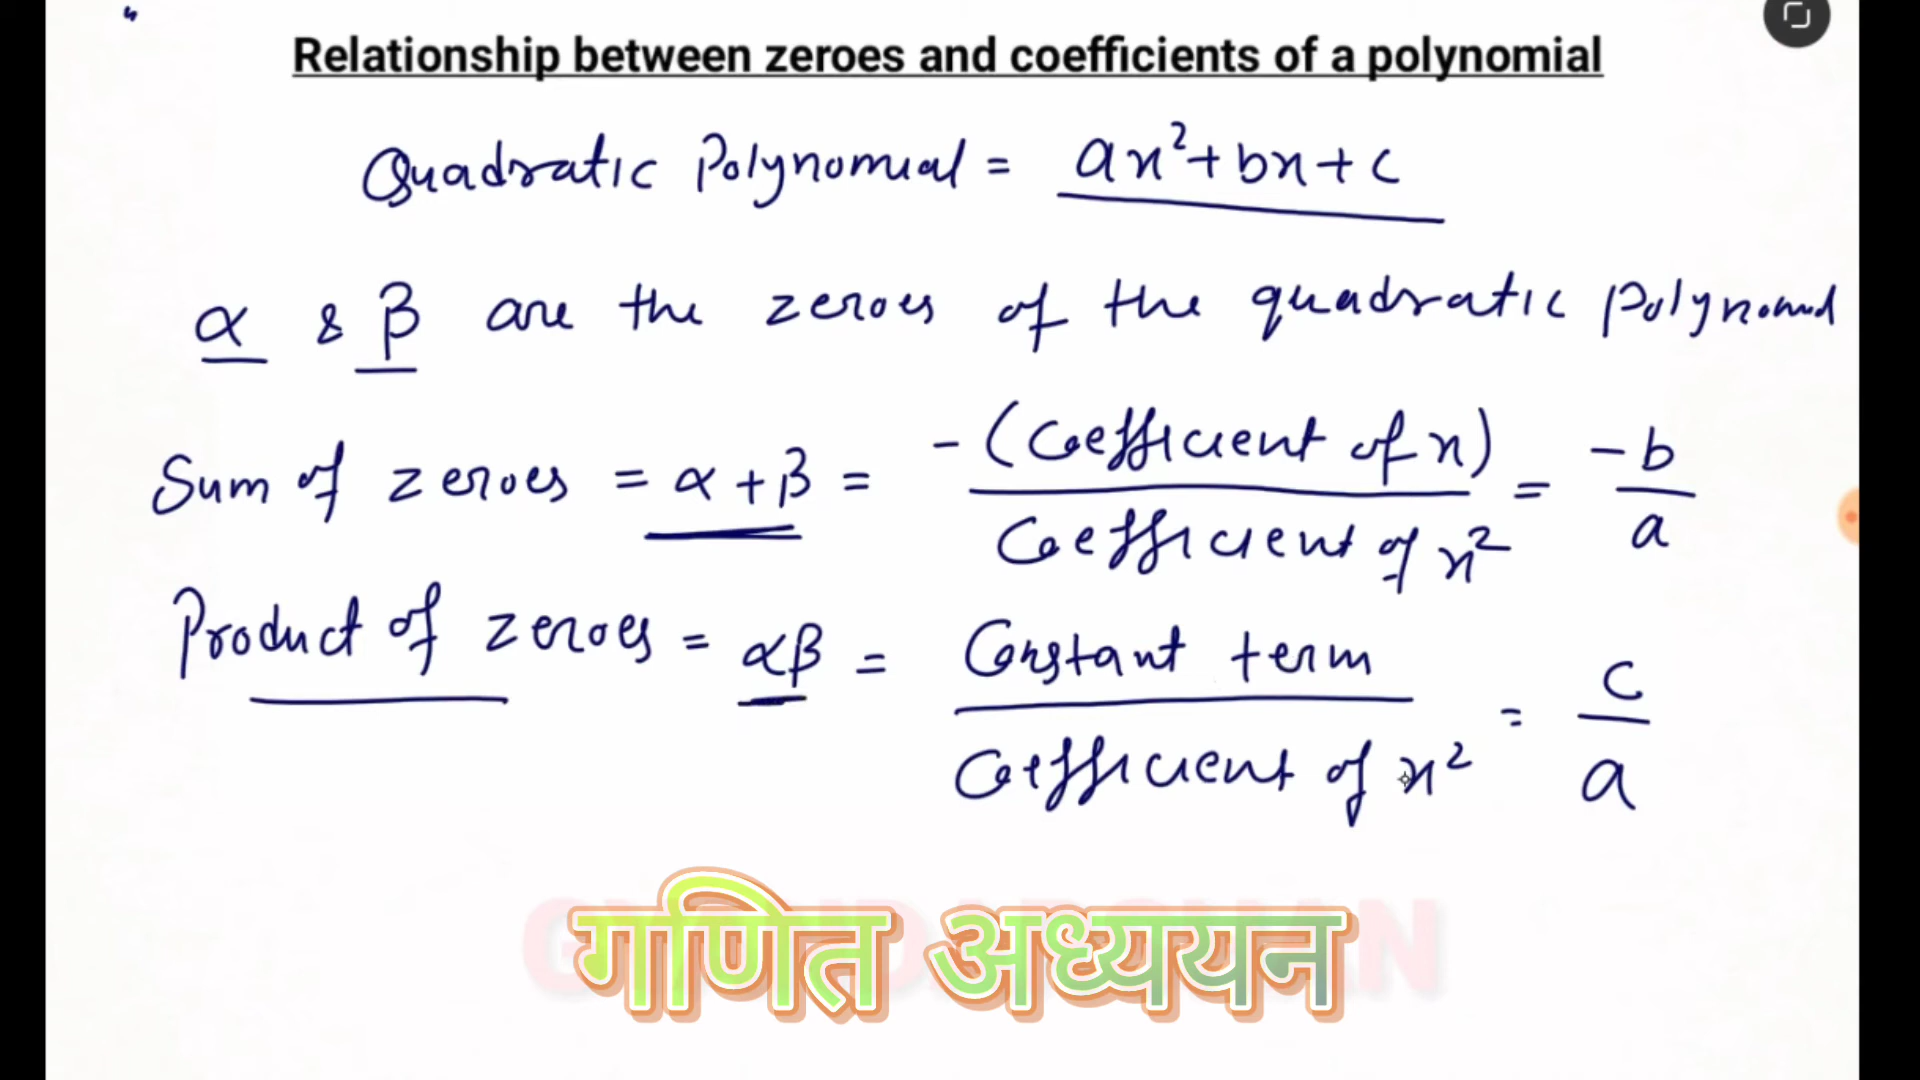 Relationship between zeroes and coefficients of a polynomial
Quadratic Polynomial = ax²+bx+c
α & β are the zeroes of the quadratic polynomial
Sum of zeroes = α+β = -(Coefficient of x)/Coefficient of x² = -b/a
Product of zeroes = αβ = Constant term/Coefficient of x² = c/a
गणित अध्ययन